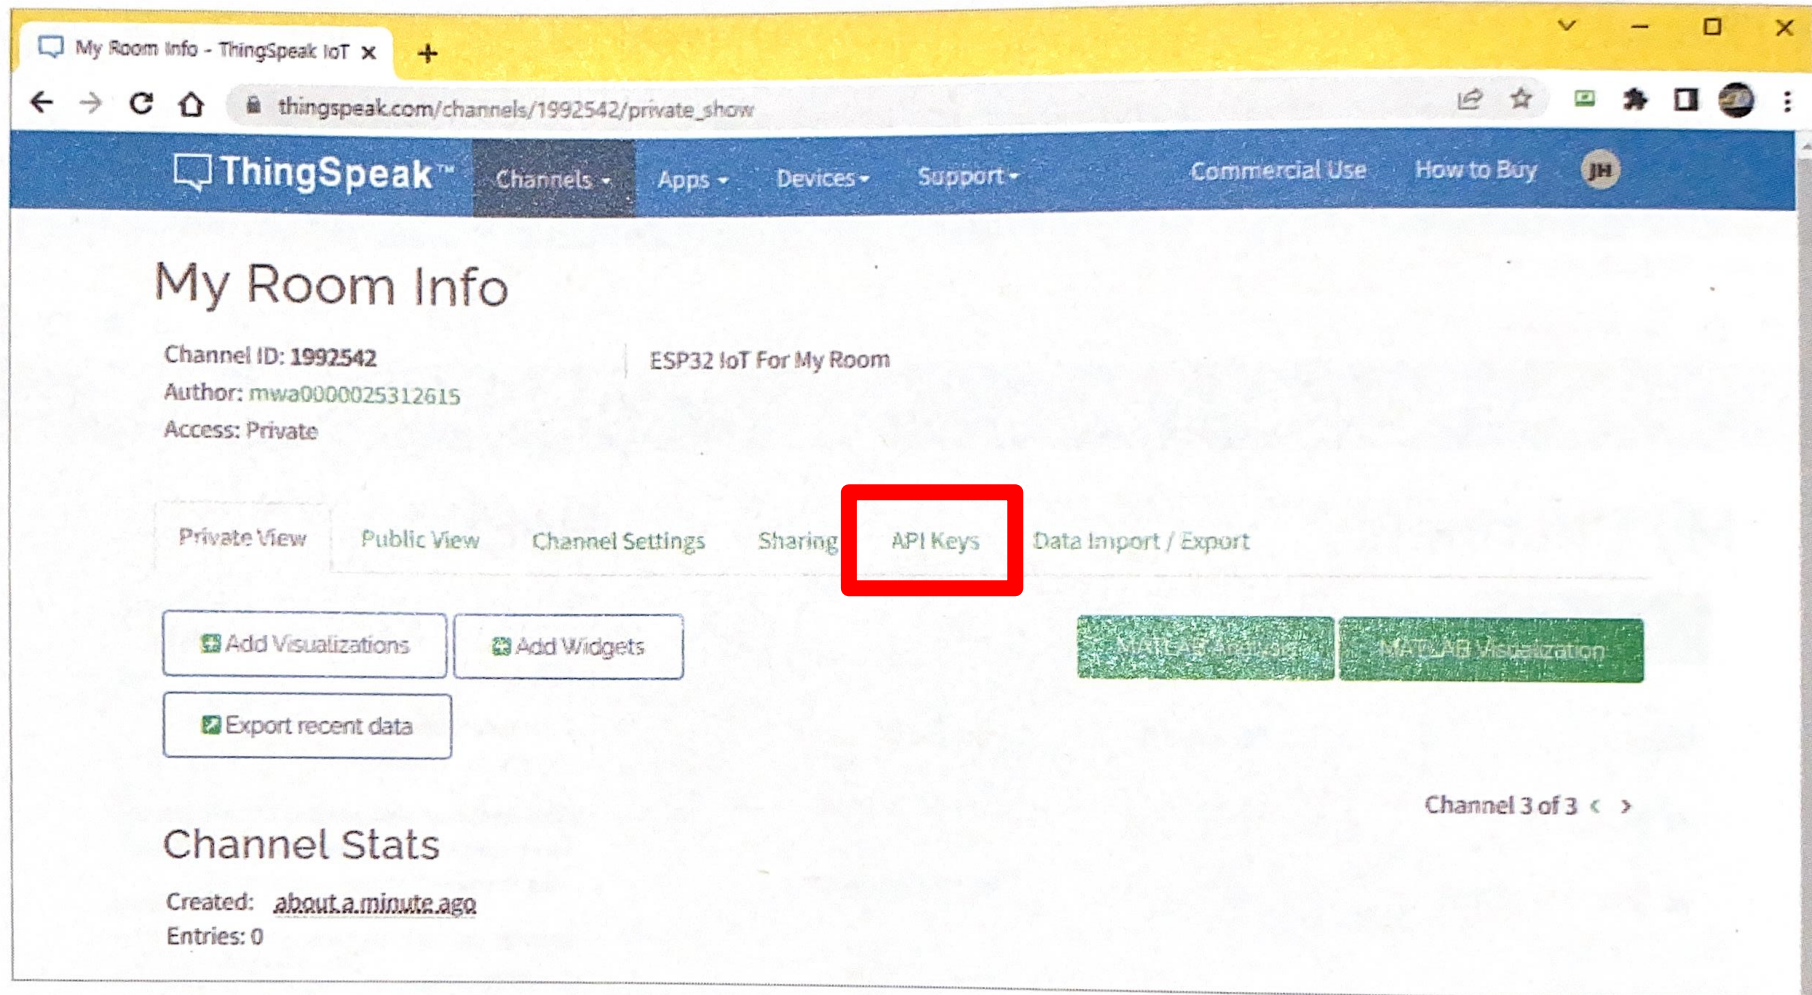 My Room Info - ThingSpeak IoT
thingspeak.com/channels/1992542/private_show
ThingSpeak™ Channels Apps Devices Support Commercial Use How to Buy JH
My Room Info
Channel ID: 1992542
Author: mwa0000025312615
Access: Private
ESP32 IoT For My Room
Private View Public View Channel Settings Sharing API Keys Data Import / Export
Add Visualizations Add Widgets MATLAB Analysis MATLAB Visualization
Export recent data
Channel 3 of 3 < >
Channel Stats
Created: about a minute ago
Entries: 0